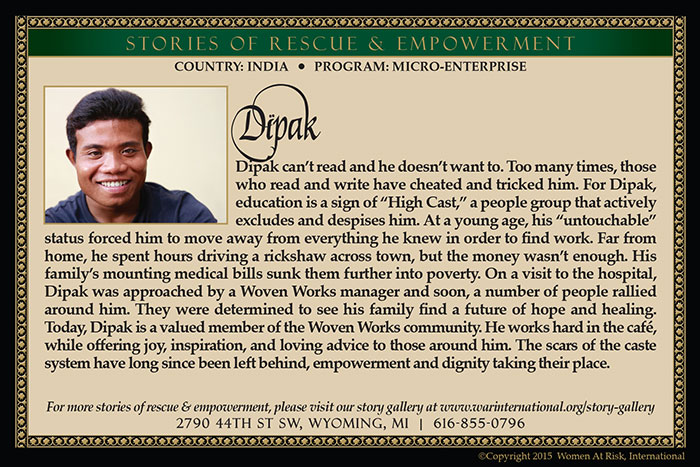 STORIES OF RESCUE & EMPOWERMENT
COUNTRY: INDIA • PROGRAM: MICRO-ENTERPRISE
Dipak
Dipak can't read and he doesn't want to. Too many times, those
who read and write have cheated and tricked him. For Dipak,
education is a sign of "High Cast," a people group that actively
excludes and despises him. At a young age, his "untouchable"
status forced him to move away from everything he knew in order to find work. Far from
home, he spent hours driving a rickshaw across town, but the money wasn't enough. His
family's mounting medical bills sunk them further into poverty. On a visit to the hospital,
Dipak was approached by a Woven Works manager and soon, a number of people rallied
around him. They were determined to see his family find a future of hope and healing.
Today, Dipak is a valued member of the Woven Works community. He works hard in the café,
while offering joy, inspiration, and loving advice to those around him. The scars of the caste
system have long since been left behind, empowerment and dignity taking their place.
For more stories of rescue & empowerment, please visit our story gallery at www.warinternational.org/story-gallery
2790 44TH ST SW, WYOMING, MI | 616-855-0796
©Copyright 2015 Women At Risk, International